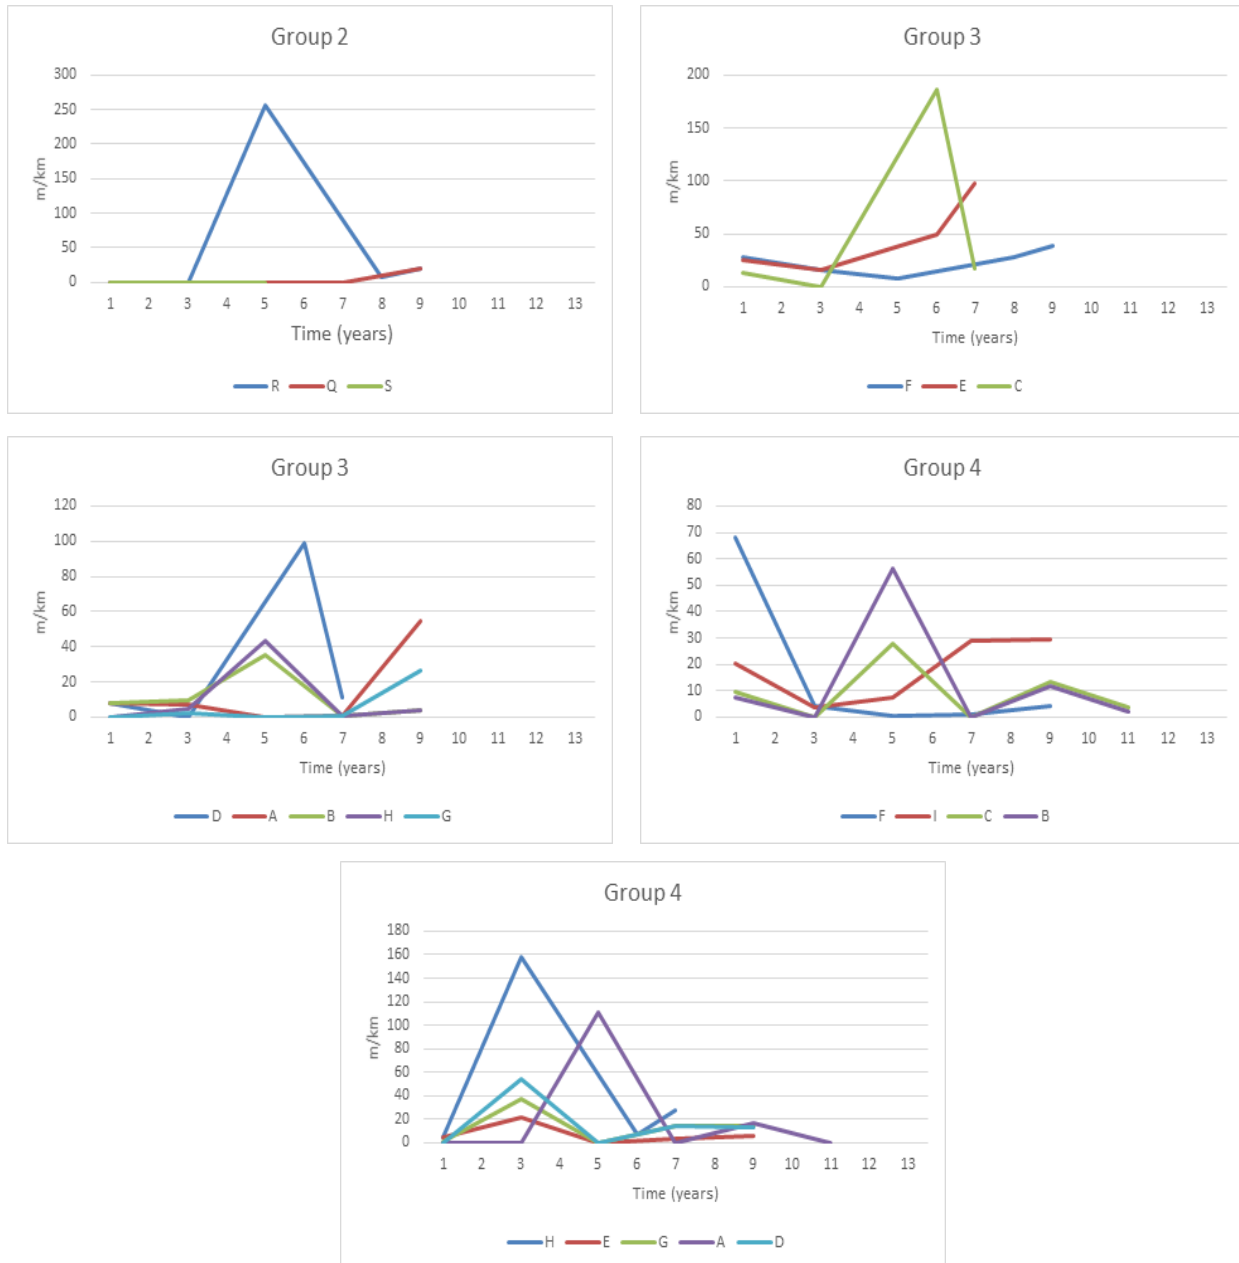 Group 2
300
250
200
150
100
50
0
m/km
1 2 3 4 5 6 7 8 9 10 11 12 13
Time (years)
R Q S
Group 3
200
150
100
50
0
m/km
1 2 3 4 5 6 7 8 9 10 11 12 13
Time (years)
F E C
Group 3
120
100
80
60
40
20
0
m/km
1 2 3 4 5 6 7 8 9 10 11 12 13
Time (years)
D A B H G
Group 4
80
70
60
50
40
30
20
10
0
m/km
1 2 3 4 5 6 7 8 9 10 11 12 13
Time (years)
F I C B
Group 4
180
160
140
120
100
80
60
40
20
0
m/km
1 2 3 4 5 6 7 8 9 10 11 12 13
Time (years)
H E G A D